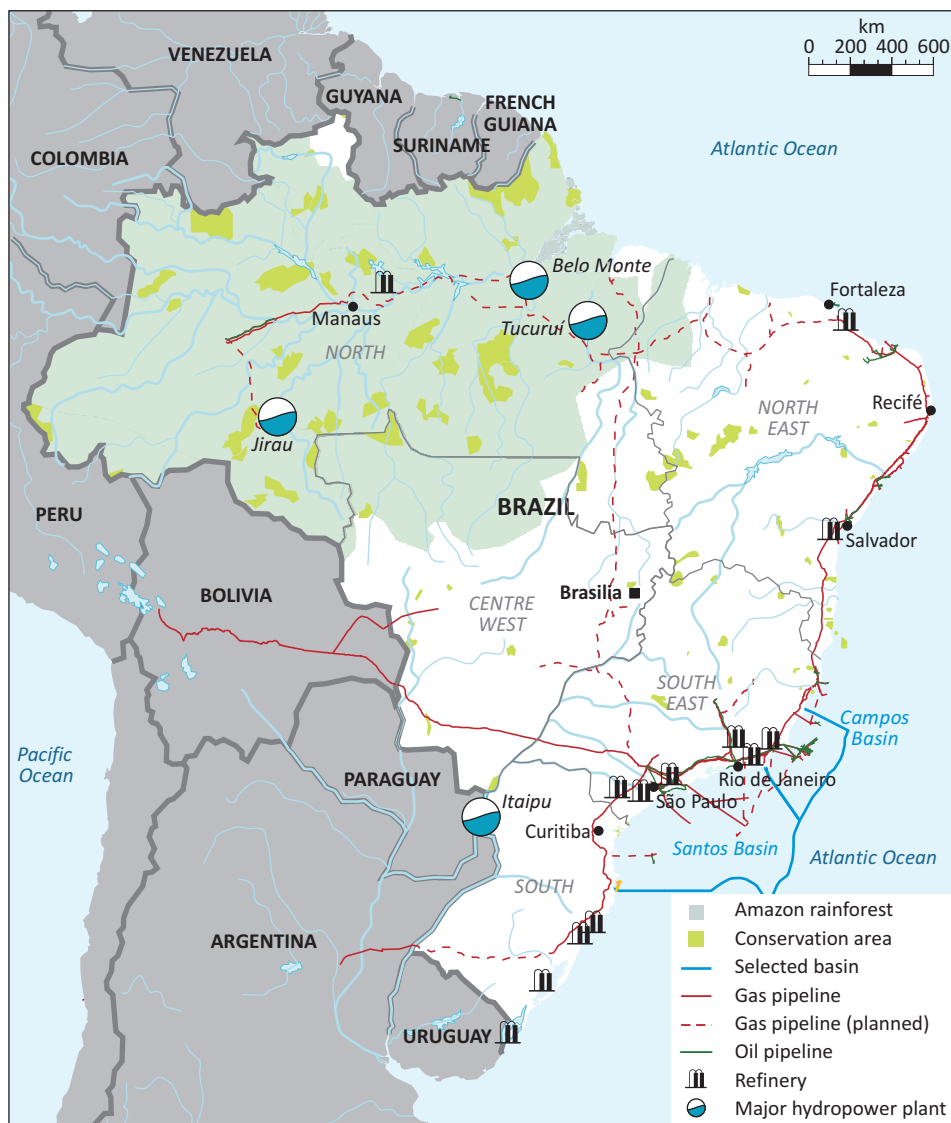 km
0 200 400 600
VENEZUELA
GUYANA
FRENCH
GUIANA
SURINAME
COLOMBIA
Atlantic Ocean
Belo Monte
Fortaleza
Manaus
Tucuruí
NORTH
NORTH
EAST
Recifé
Jirau
PERU
BRAZIL
Salvador
BOLIVIA
Brasilia
CENTRE
WEST
SOUTH
EAST
Campos
Basin
Pacific
Ocean
PARAGUAY
Rio de Janeiro
Itaipu
São Paulo
Curitiba
Santos Basin
Atlantic Ocean
SOUTH
ARGENTINA
URUGUAY
Amazon rainforest
Conservation area
Selected basin
Gas pipeline
Gas pipeline (planned)
Oil pipeline
Refinery
Major hydropower plant